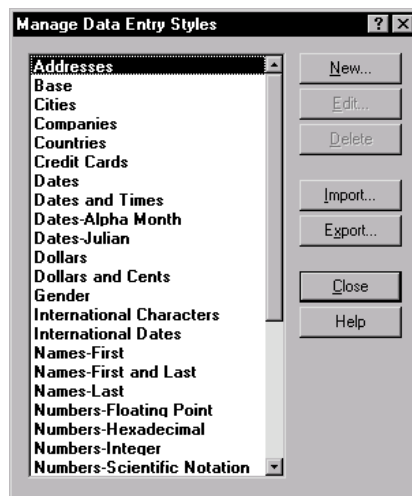 Manage Data Entry Styles
Addresses
Base
Cities
Companies
Countries
Credit Cards
Dates
Dates and Times
Dates-Alpha Month
Dates-Julian
Dollars
Dollars and Cents
Gender
International Characters
International Dates
Names-First
Names-First and Last
Names-Last
Numbers-Floating Point
Numbers-Hexadecimal
Numbers-Integer
Numbers-Scientific Notation
New...
Edit...
Delete
Import...
Export...
Close
Help